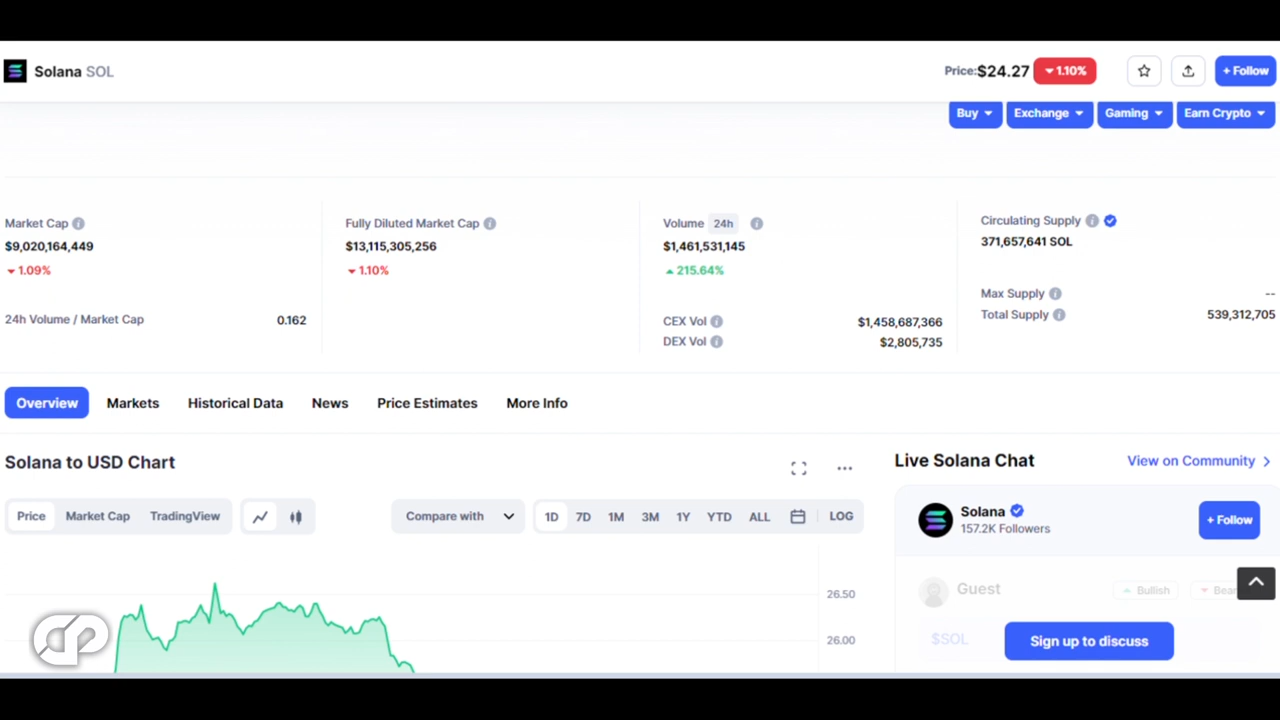 Solana SOL
Price:$24.27 1.10%
+ Follow
Buy
Exchange
Gaming
Earn Crypto
Market Cap
$9,020,164,449
1.09%
24h Volume / Market Cap 0.162
Fully Diluted Market Cap
$13,115,305,256
1.10%
Volume 24h
$1,461,531,145
215.64%
CEX Vol $1,458,687,366
DEX Vol $2,805,735
Circulating Supply
371,657,641 SOL
Max Supply --
Total Supply 539,312,705
Overview Markets Historical Data News Price Estimates More Info
Solana to USD Chart
Price Market Cap TradingView
Compare with
1D 7D 1M 3M 1Y YTD ALL LOG
26.50
26.00
Live Solana Chat
View on Community
Solana
157.2K Followers
+ Follow
Guest
Bullish
$SOL
Sign up to discuss